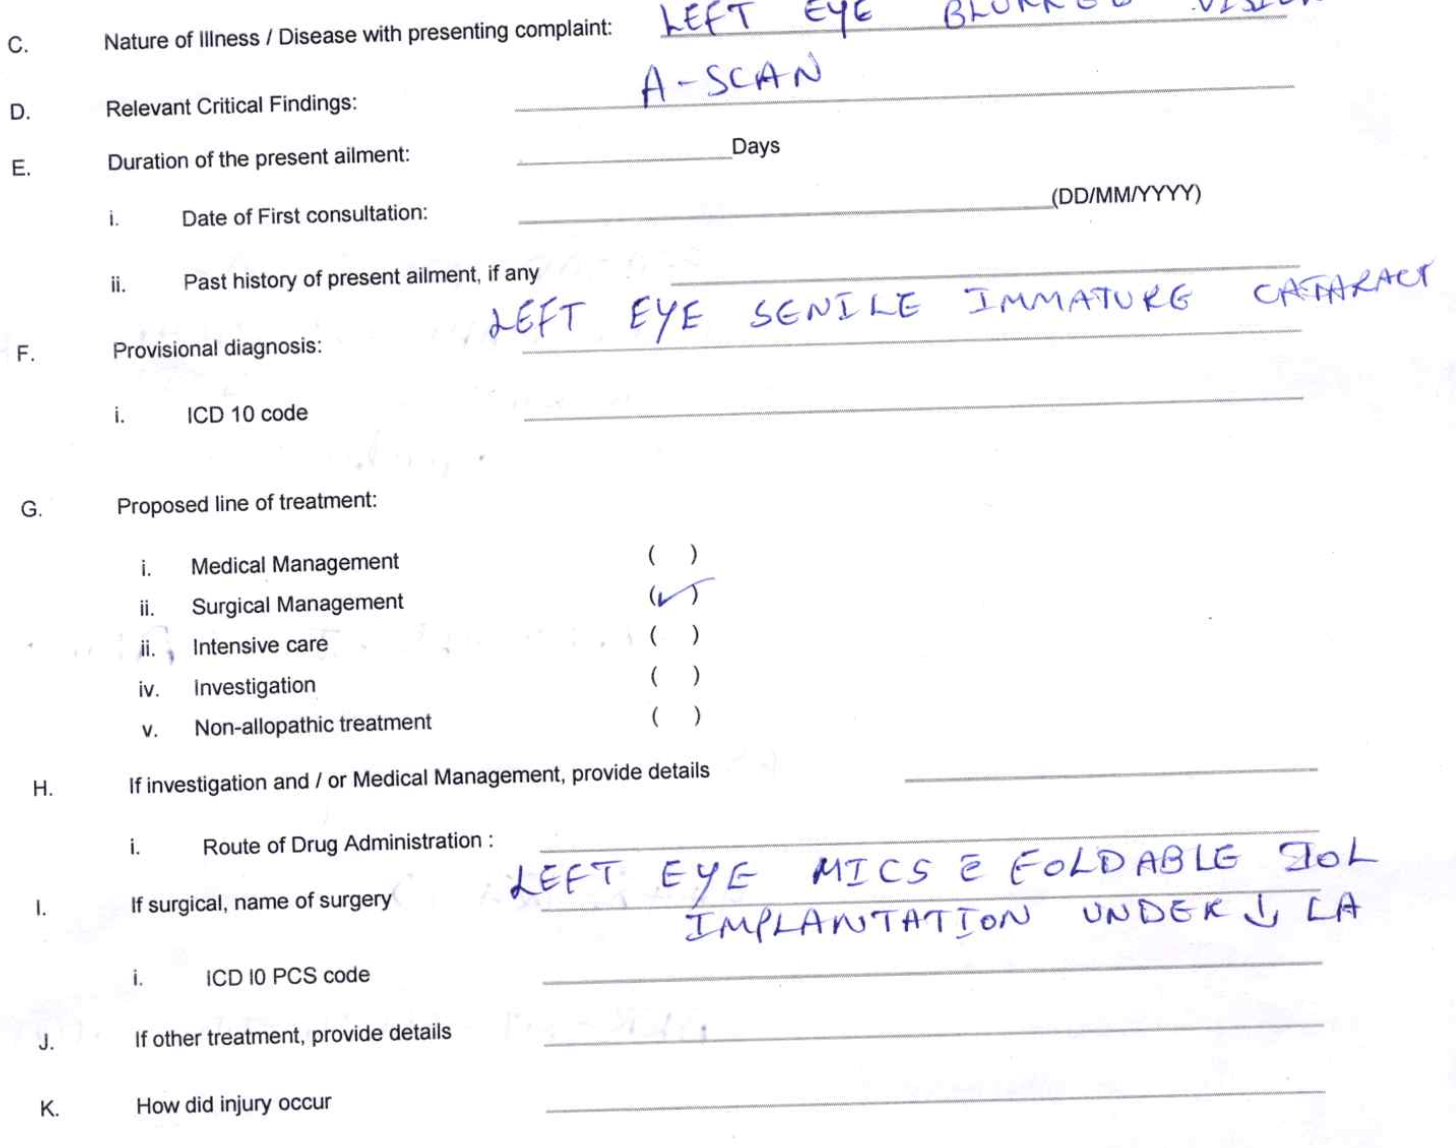 C. Nature of Illness / Disease with presenting complaint: LEFT EYE BLURRED VISION
D. Relevant Critical Findings: A-SCAN
E. Duration of the present ailment: Days
i. Date of First consultation: (DD/MM/YYYY)
ii. Past history of present ailment, if any
F. Provisional diagnosis: LEFT EYE SENILE IMMATURE CATARACT
i. ICD 10 code
G. Proposed line of treatment:
i. Medical Management ( )
ii. Surgical Management (✓)
ii. Intensive care ( )
iv. Investigation ( )
v. Non-allopathic treatment ( )
H. If investigation and / or Medical Management, provide details
i. Route of Drug Administration :
I. If surgical, name of surgery LEFT EYE MICS c̄ FOLDABLE IOL
IMPLANTATION UNDER ↓ LA
i. ICD I0 PCS code
J. If other treatment, provide details
K. How did injury occur